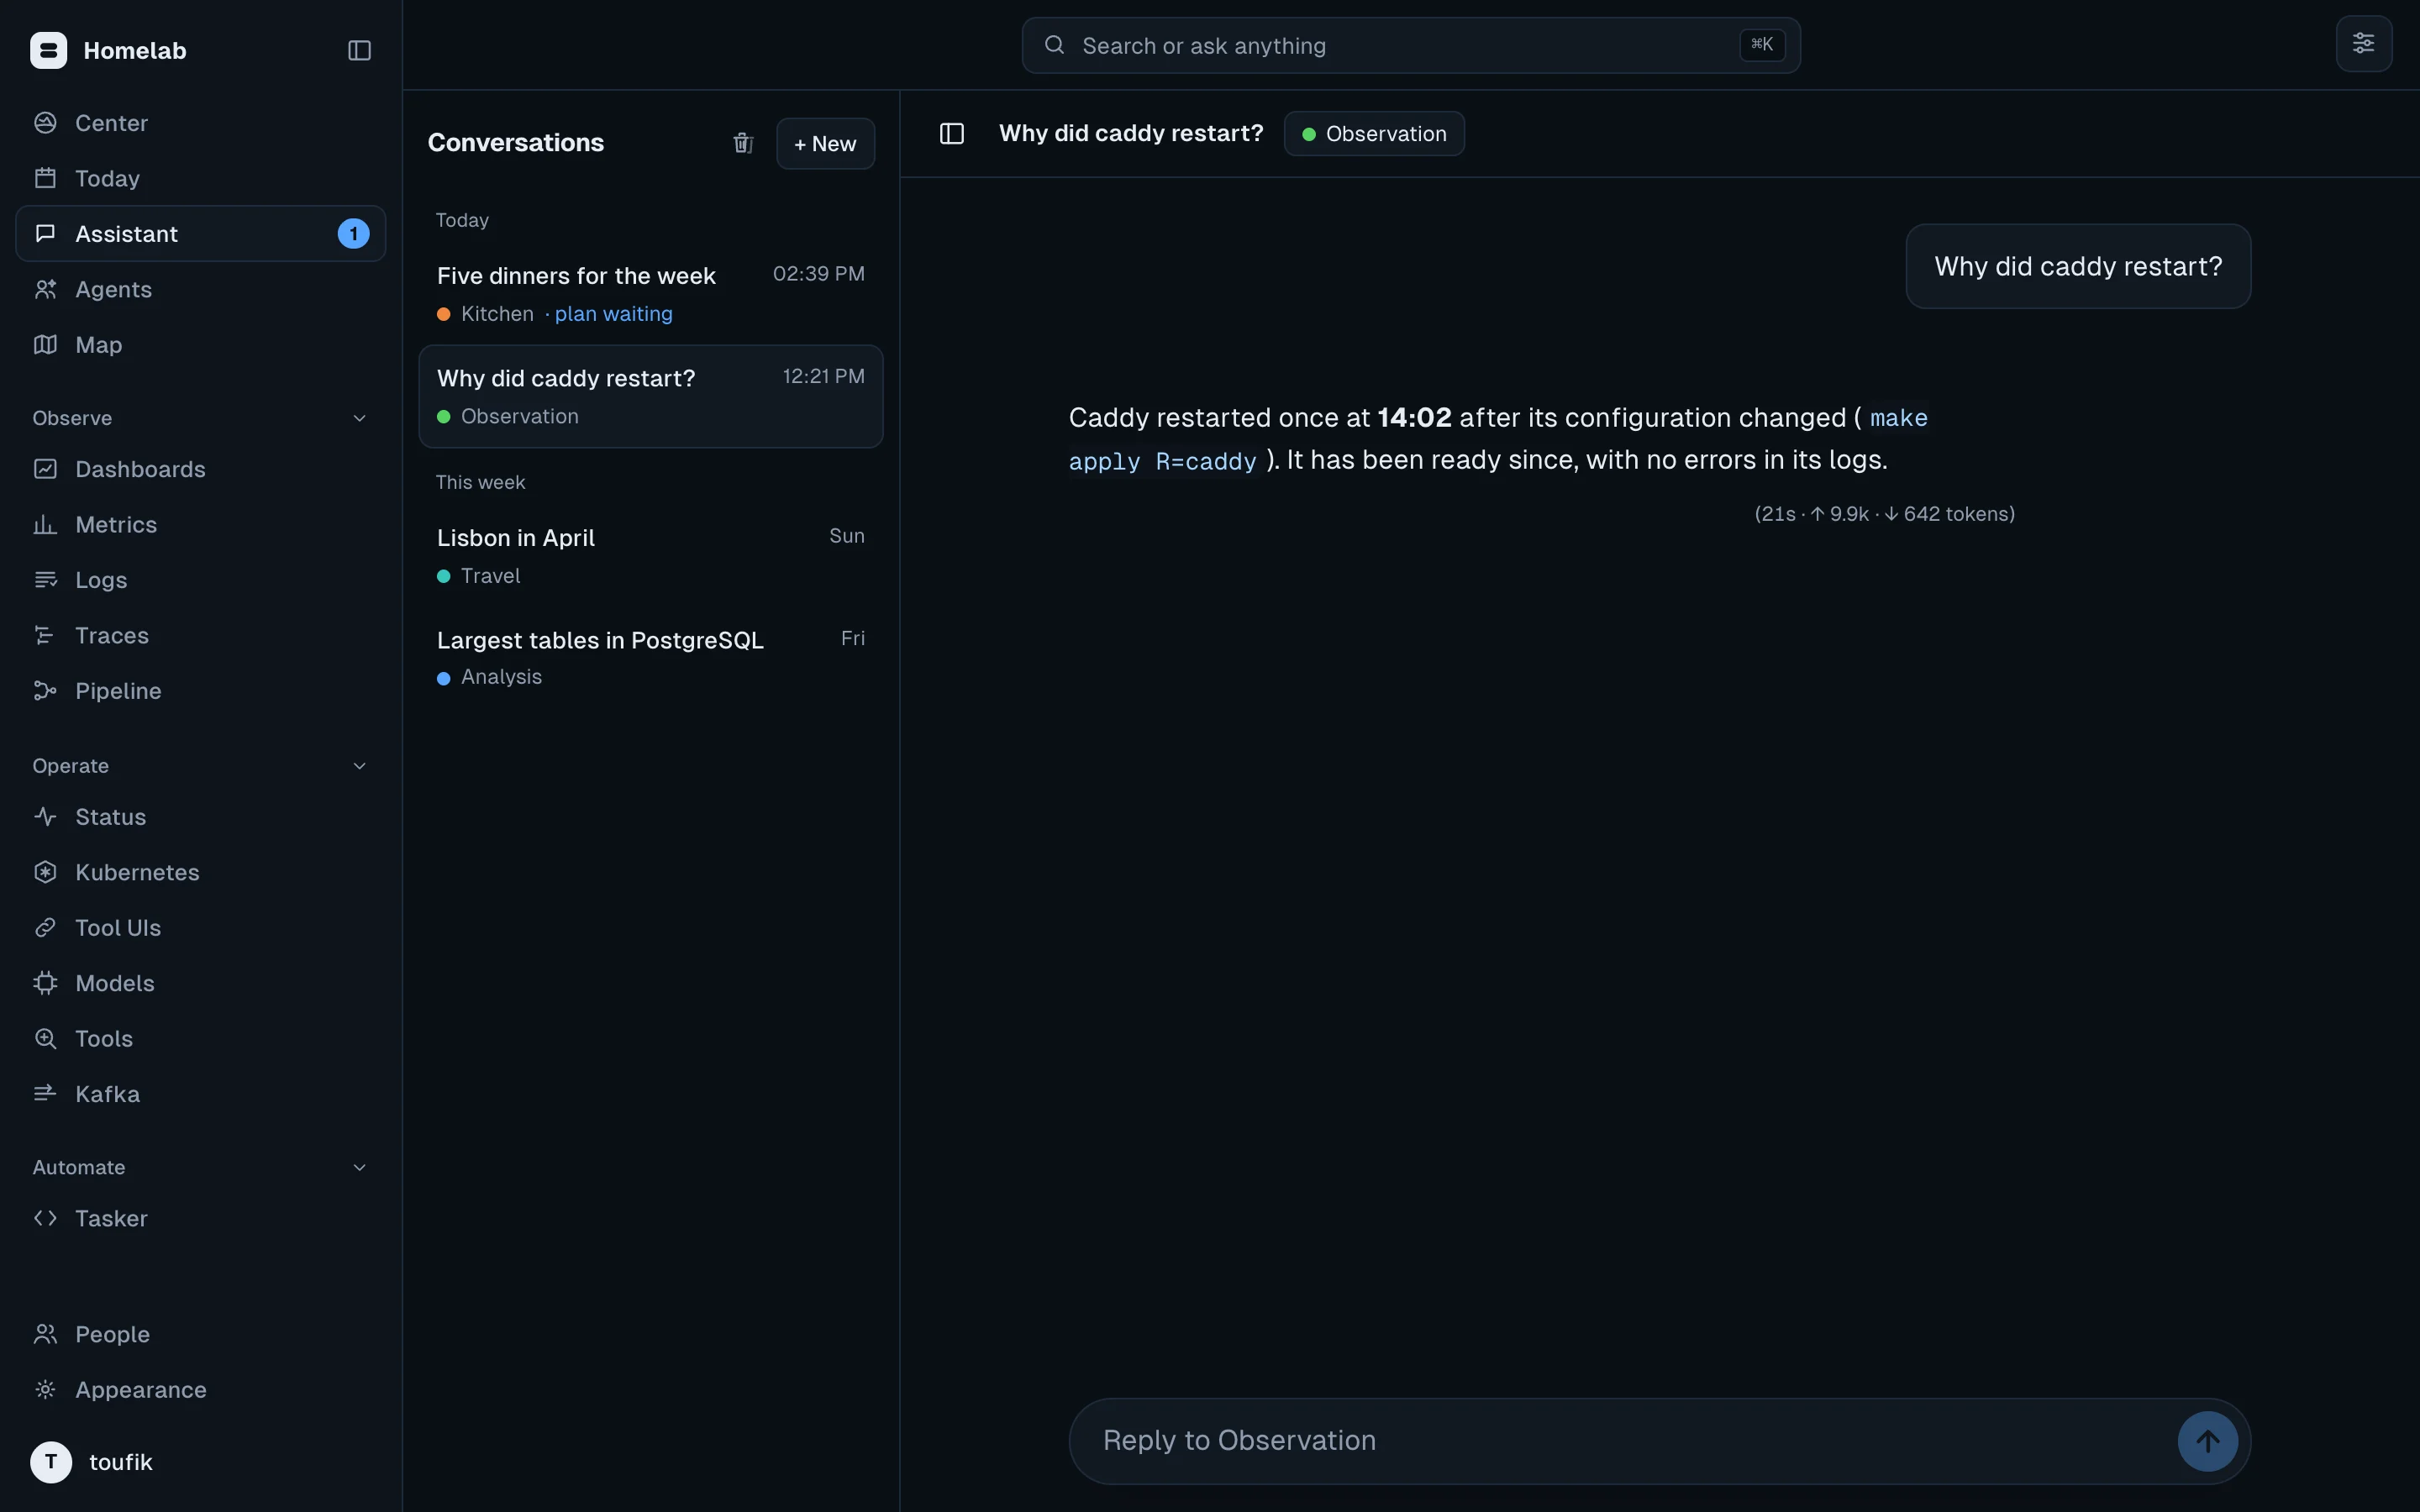 Homelab
Center
Today
Assistant 1
Agents
Map
Observe
Dashboards
Metrics
Logs
Traces
Pipeline
Operate
Status
Kubernetes
Tool UIs
Models
Tools
Kafka
Automate
Tasker
People
Appearance
T toufik
Search or ask anything ⌘K
Conversations + New
Today
Five dinners for the week 02:39 PM
Kitchen · plan waiting
Why did caddy restart? 12:21 PM
Observation
This week
Lisbon in April Sun
Travel
Largest tables in PostgreSQL Fri
Analysis
Why did caddy restart? Observation
Why did caddy restart?
Caddy restarted once at 14:02 after its configuration changed ( make
apply R=caddy ). It has been ready since, with no errors in its logs.
(21s · ↑ 9.9k · ↓ 642 tokens)
Reply to Observation